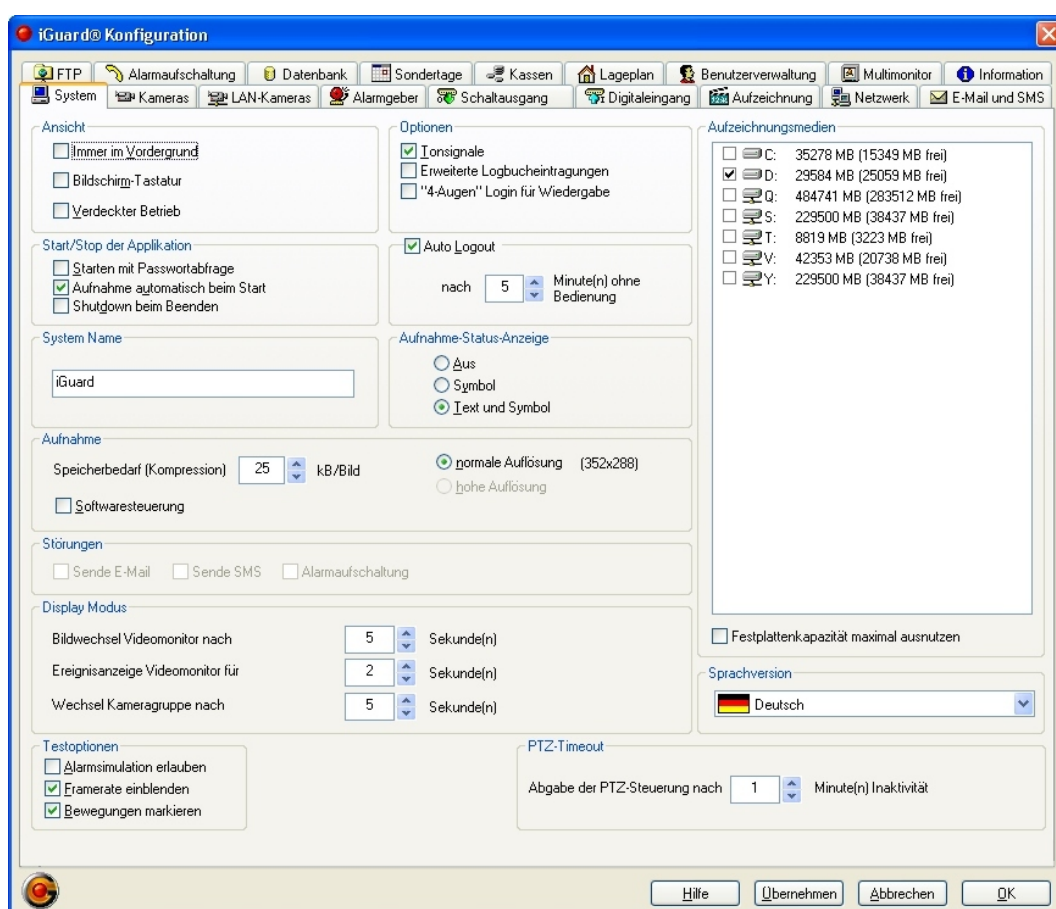 iGuard® Konfiguration
FTP
Alarmaufschaltung
Datenbank
Sondertage
Kassen
Lageplan
Benutzerverwaltung
Multimonitor
Information
System
Kameras
LAN-Kameras
Alarmgeber
Schaltausgang
Digitaleingang
Aufzeichnung
Netzwerk
E-Mail und SMS
Ansicht
Immer im Vordergrund
Bildschirm-Tastatur
Verdeckter Betrieb
Optionen
Tonsignale
Erweiterte Logbucheintragungen
"4-Augen" Login für Wiedergabe
Aufzeichnungsmedien
C: 35278 MB (15349 MB frei)
D: 29584 MB (25059 MB frei)
Q: 484741 MB (283512 MB frei)
S: 229500 MB (38437 MB frei)
T: 8819 MB (3223 MB frei)
V: 42353 MB (20738 MB frei)
Y: 229500 MB (38437 MB frei)
Start/Stop der Applikation
Starten mit Passwortabfrage
Aufnahme automatisch beim Start
Shutdown beim Beenden
Auto Logout
nach 5 Minute(n) ohne
Bedienung
System Name
iGuard
Aufnahme-Status-Anzeige
Aus
Symbol
Text und Symbol
Aufnahme
Speicherbedarf (Kompression) 25 kB/Bild
Softwaresteuerung
normale Auflösung (352x288)
hohe Auflösung
Störungen
Sende E-Mail
Sende SMS
Alarmaufschaltung
Display Modus
Bildwechsel Videomonitor nach 5 Sekunde(n)
Ereignisanzeige Videomonitor für 2 Sekunde(n)
Wechsel Kameragruppe nach 5 Sekunde(n)
Festplattenkapazität maximal ausnutzen
Sprachversion
Deutsch
Testoptionen
Alarmsimulation erlauben
Framerate einblenden
Bewegungen markieren
PTZ-Timeout
Abgabe der PTZ-Steuerung nach 1 Minute(n) Inaktivität
Hilfe
Übernehmen
Abbrechen
OK